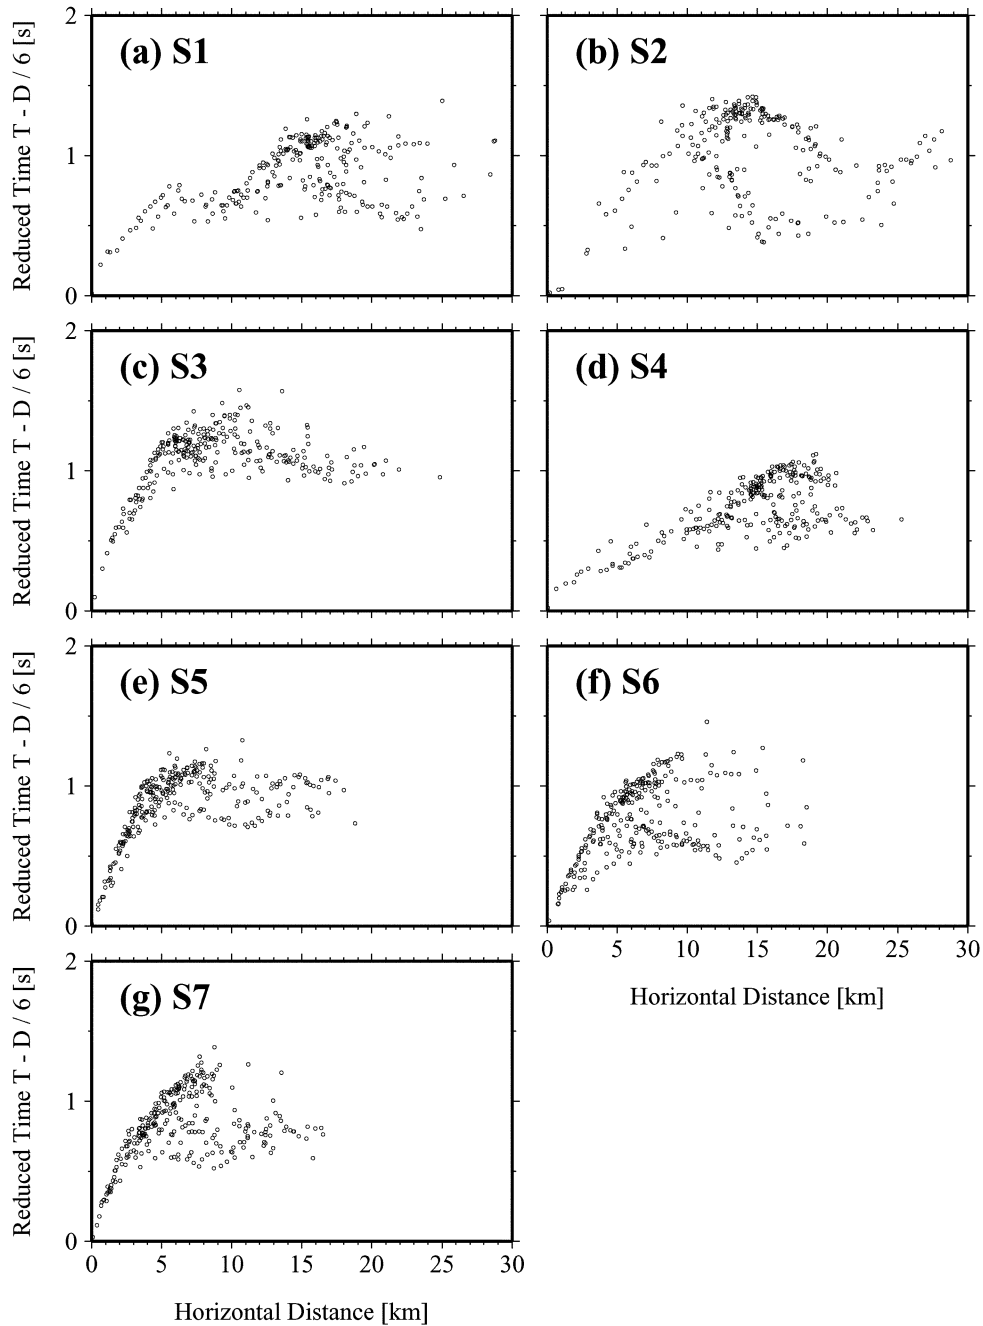 2
1
0
Reduced Time T - D / 6 [s]
(a) S1
(b) S2
2
1
0
Reduced Time T - D / 6 [s]
(c) S3
(d) S4
2
1
0
Reduced Time T - D / 6 [s]
(e) S5
(f) S6
0 5 10 15 20 25 30
Horizontal Distance [km]
2
1
0
Reduced Time T - D / 6 [s]
(g) S7
0 5 10 15 20 25 30
Horizontal Distance [km]